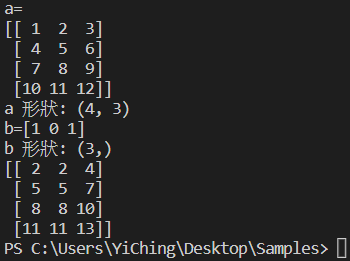 a=
[[ 1  2  3]
 [ 4  5  6]
 [ 7  8  9]
 [10 11 12]]
a 形狀: (4, 3)
b=[1 0 1]
b 形狀: (3,)
[[ 2  2  4]
 [ 5  5  7]
 [ 8  8 10]
 [11 11 13]]
PS C:\Users\YiChing\Desktop\Samples>